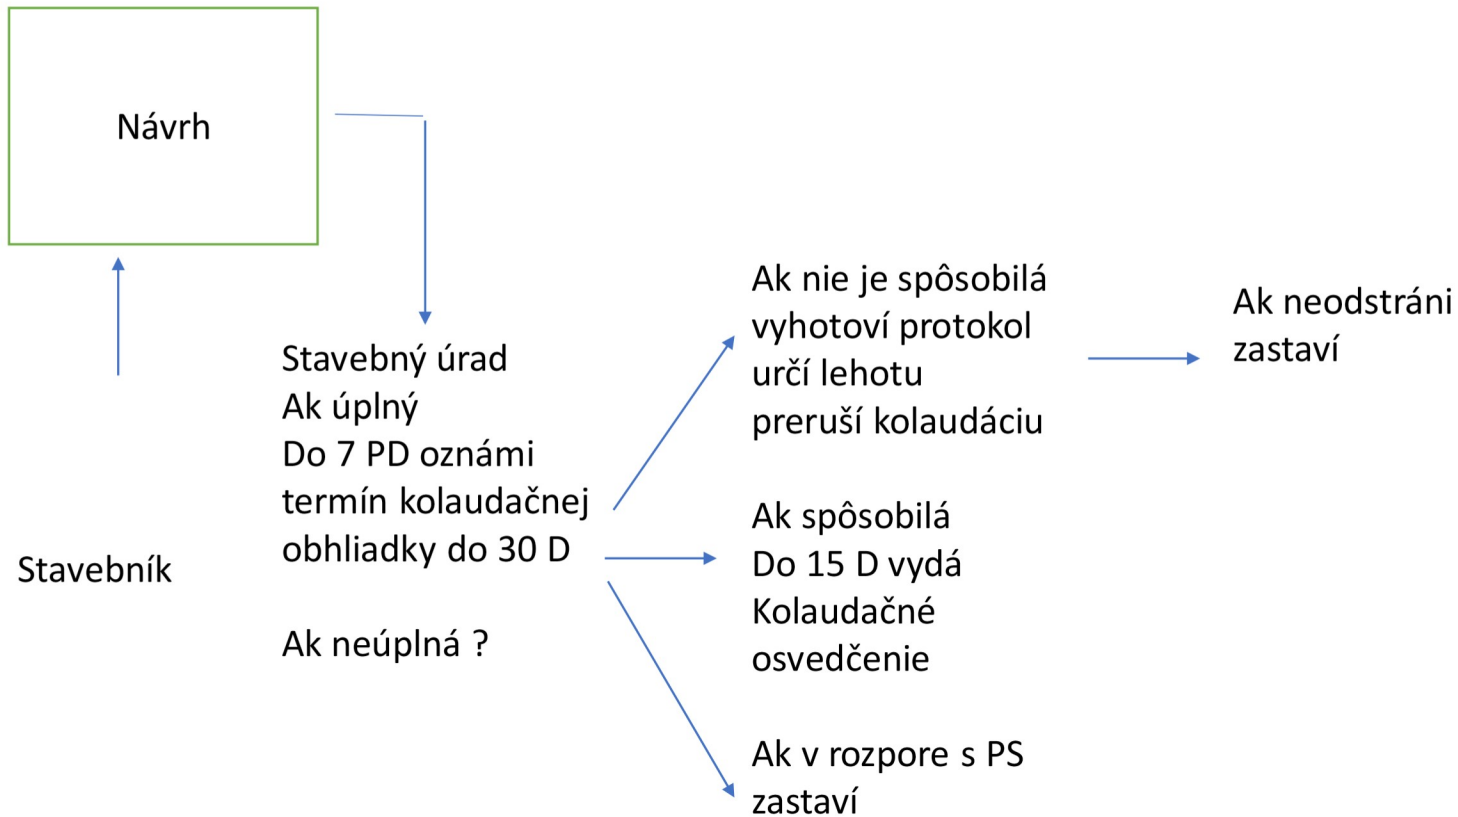 Návrh
Stavebník
Stavebný úrad
Ak úplný
Do 7 PD oznámi
termín kolaudačnej
obhliadky do 30 D
Ak neúplná ?
Ak nie je spôsobilá
vyhotoví protokol
určí lehotu
preruší kolaudáciu
Ak neodstráni
zastaví
Ak spôsobilá
Do 15 D vydá
Kolaudačné
osvedčenie
Ak v rozpore s PS
zastaví